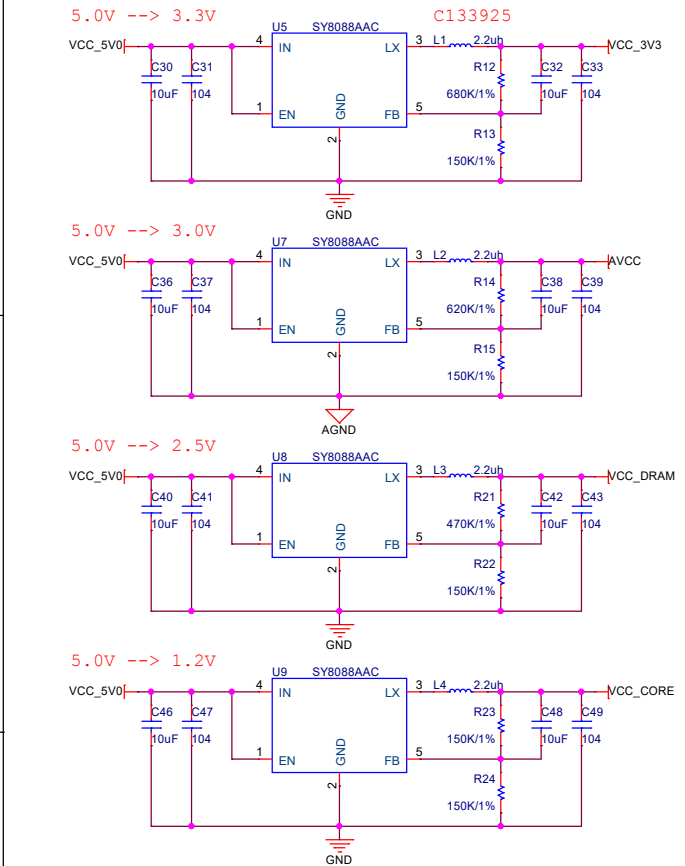 5.0V --> 3.3V C133925
U5 SY8088AAC
VCC_5V0 4 IN LX 3 L1 2.2uh VCC_3V3
C30 C31 R12 C32 C33
10uF 104 680K/1% 10uF 104
1 EN GND FB 5
R13
2
150K/1%
GND
5.0V --> 3.0V
U7 SY8088AAC
VCC_5V0 4 IN LX 3 L2 2.2uh AVCC
C36 C37 R14 C38 C39
10uF 104 620K/1% 10uF 104
1 EN GND FB 5
R15
2
150K/1%
AGND
5.0V --> 2.5V
U8 SY8088AAC
VCC_5V0 4 IN LX 3 L3 2.2uh VCC_DRAM
C40 C41 R21 C42 C43
10uF 104 470K/1% 10uF 104
1 EN GND FB 5
R22
2
150K/1%
GND
5.0V --> 1.2V
U9 SY8088AAC
VCC_5V0 4 IN LX 3 L4 2.2uh VCC_CORE
C46 C47 R23 C48 C49
10uF 104 150K/1% 10uF 104
1 EN GND FB 5
R24
2
150K/1%
GND